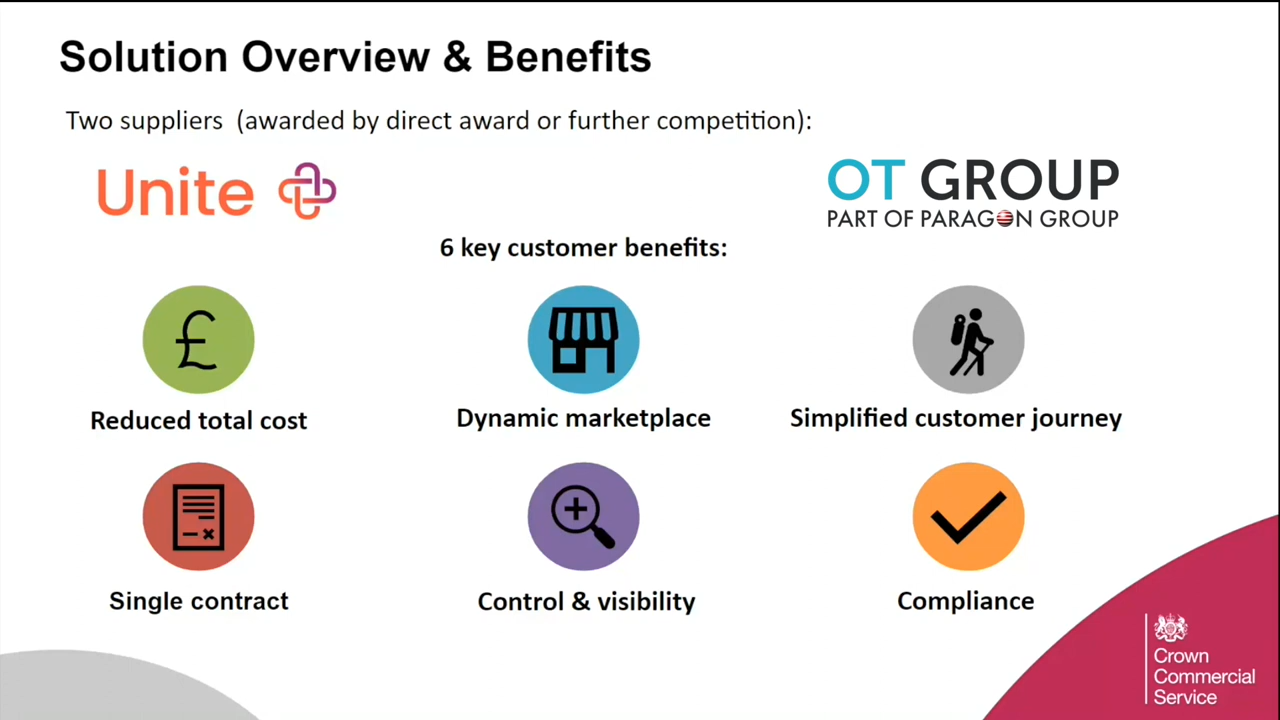 Solution Overview & Benefits
Two suppliers  (awarded by direct award or further competition):
Unite
OT GROUP
PART OF PARAGON GROUP
6 key customer benefits:
£
Reduced total cost
Dynamic marketplace
Simplified customer journey
Single contract
Control & visibility
Compliance
Crown
Commercial
Service